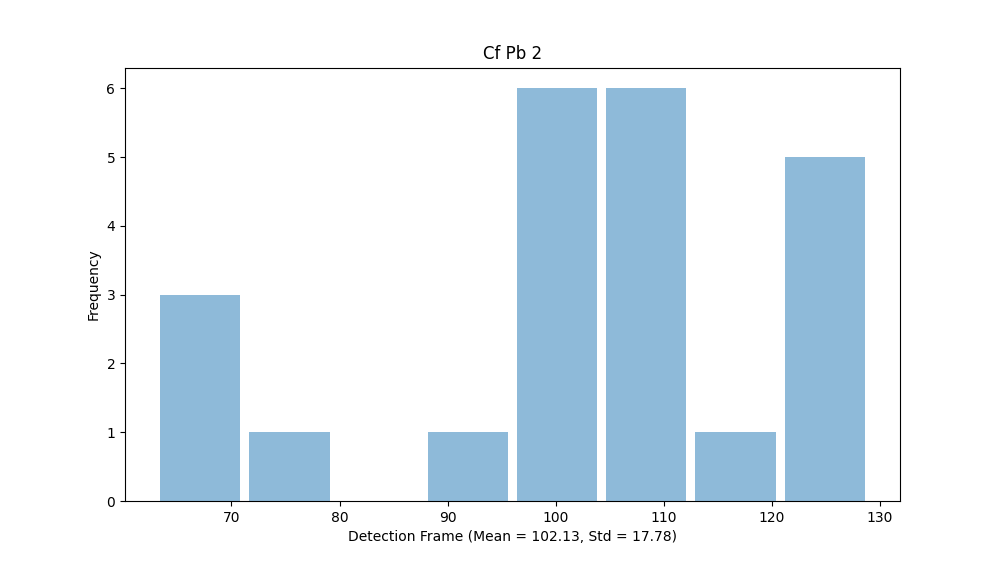 Cf Pb 2
Frequency
6
5
4
3
2
1
0
70 80 90 100 110 120 130
Detection Frame (Mean = 102.13, Std = 17.78)